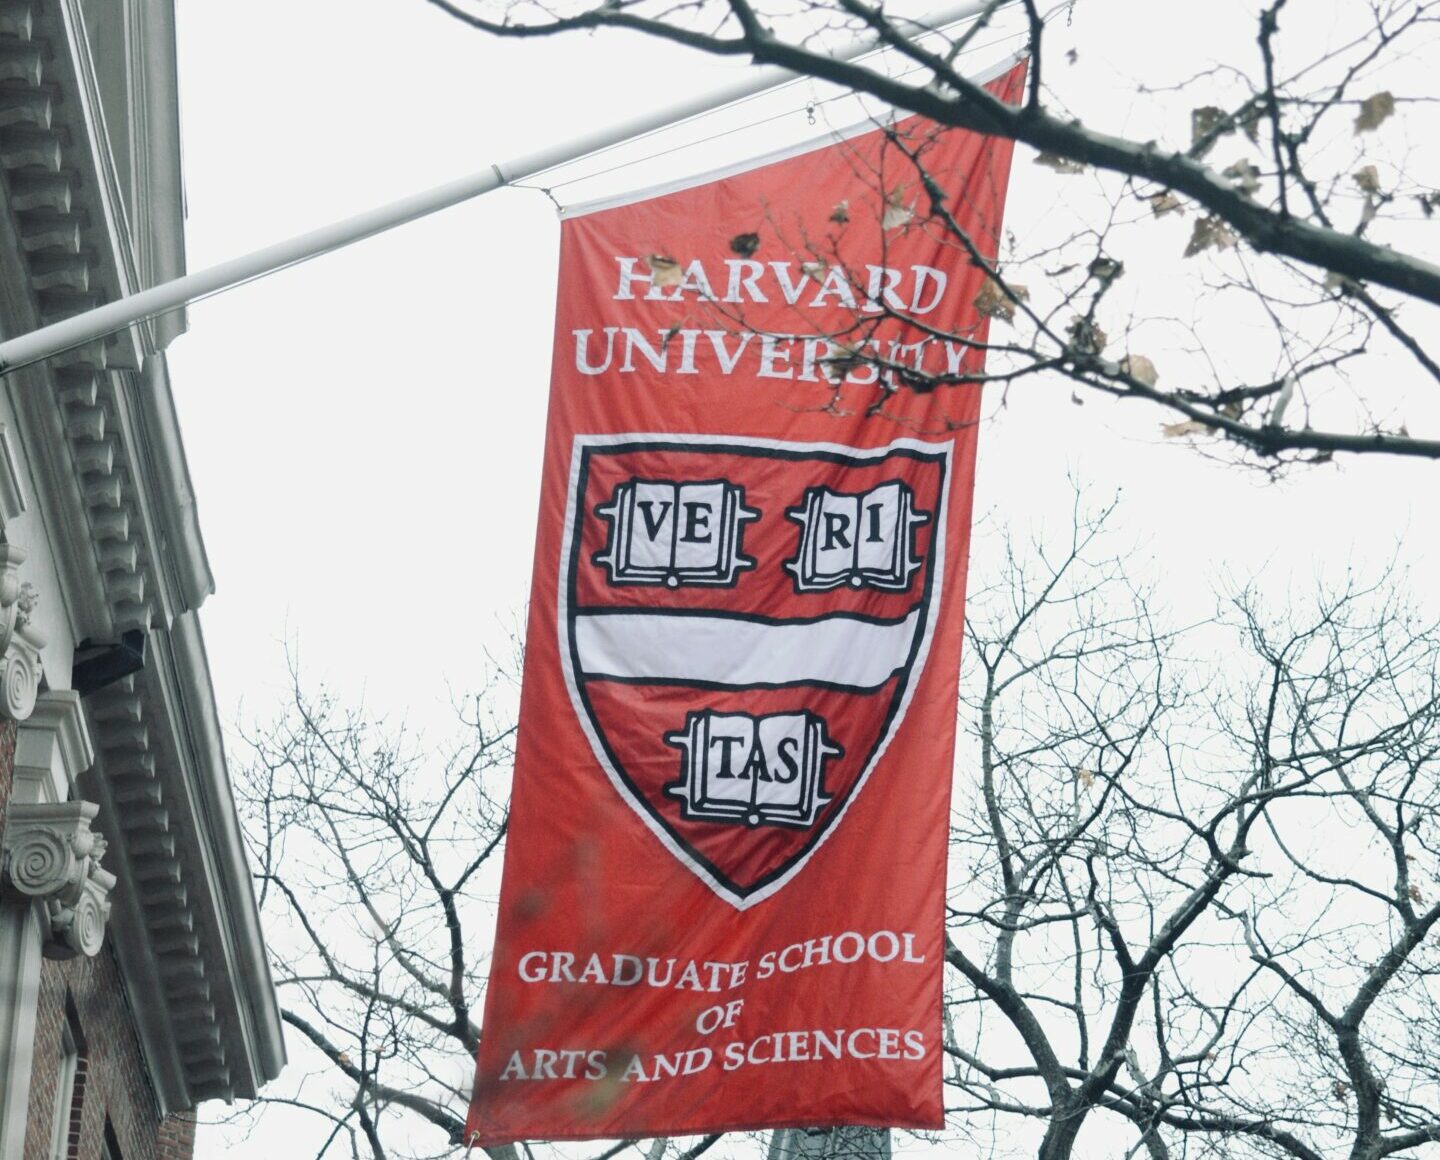 HARVARD
UNIVERSITY
VE RI
TAS
GRADUATE SCHOOL
OF
ARTS AND SCIENCES